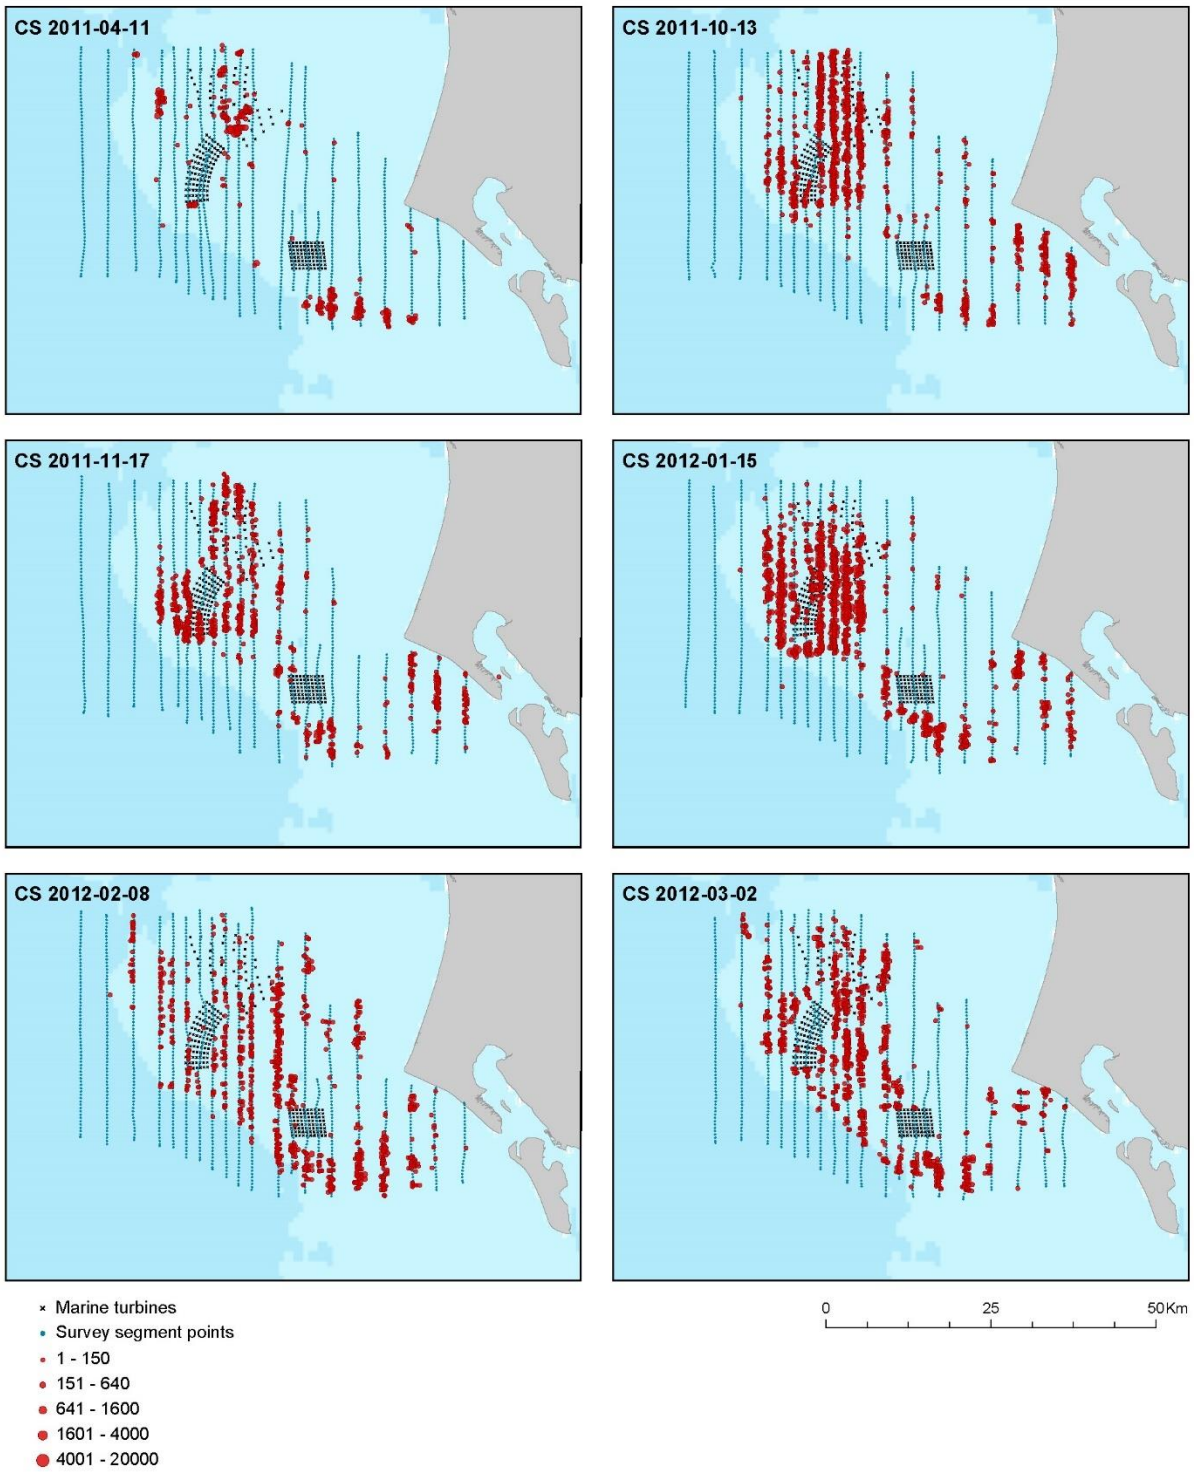 CS 2011-04-11
CS 2011-10-13
CS 2011-11-17
CS 2012-01-15
CS 2012-02-08
CS 2012-03-02
Marine turbines
Survey segment points
1 - 150
151 - 640
641 - 1600
1601 - 4000
4001 - 20000
0 25 50Km